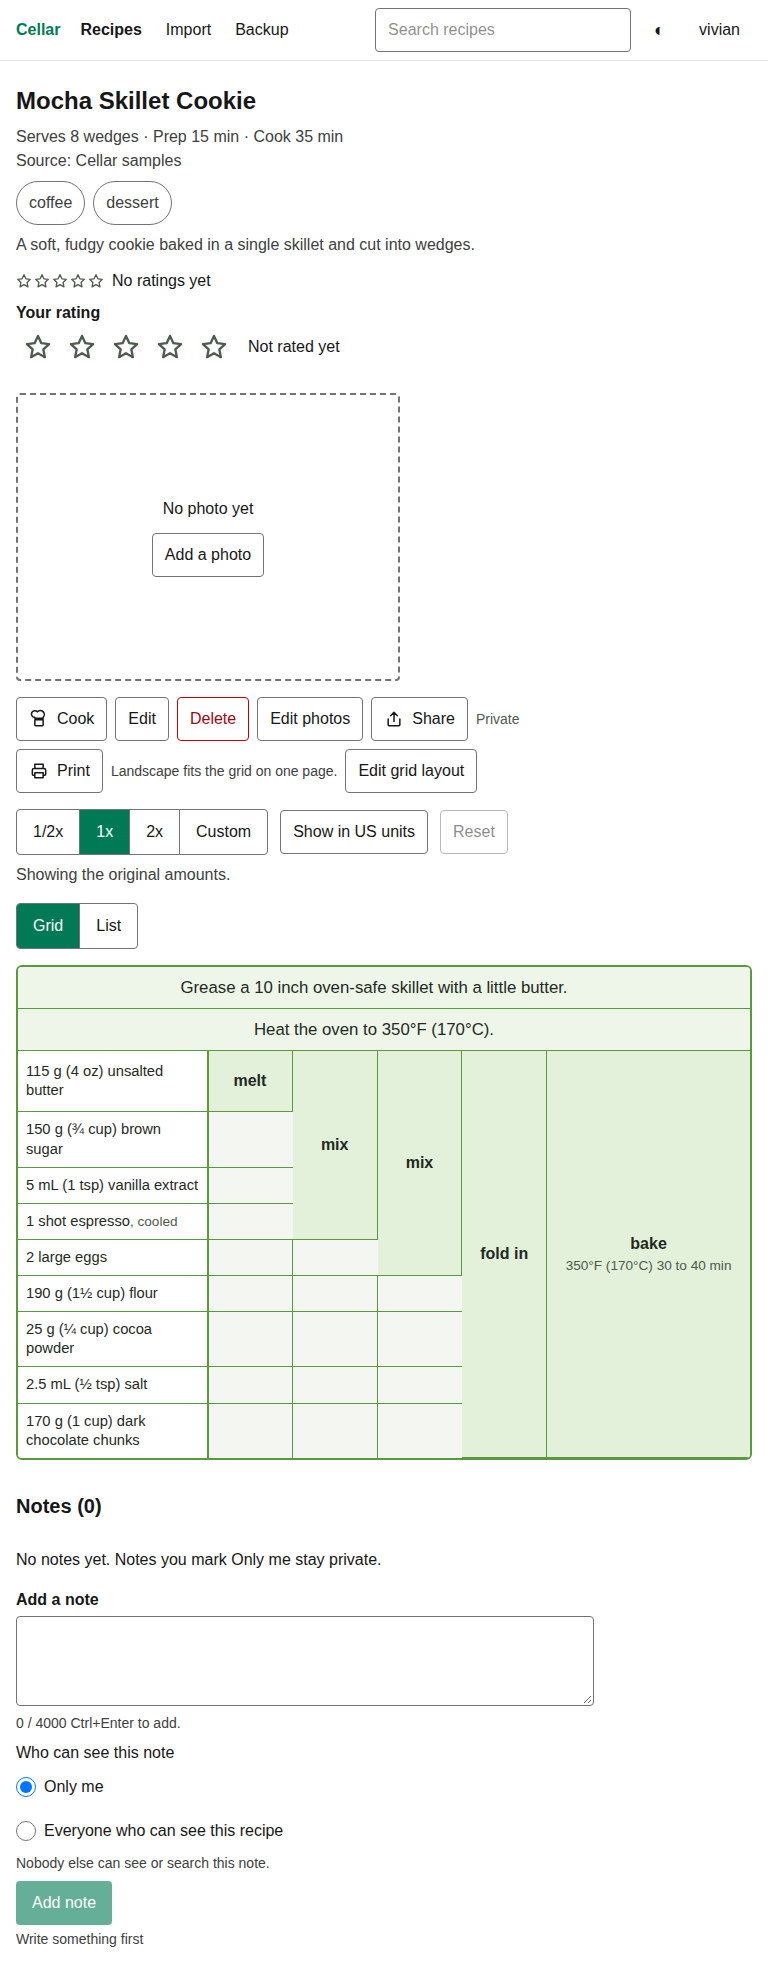 Cellar Recipes Import Backup Search recipes vivian
Mocha Skillet Cookie
Serves 8 wedges · Prep 15 min · Cook 35 min
Source: Cellar samples
coffee dessert
A soft, fudgy cookie baked in a single skillet and cut into wedges.
No ratings yet
Your rating
Not rated yet
No photo yet
Add a photo
Cook Edit Delete Edit photos Share Private
Print Landscape fits the grid on one page. Edit grid layout
1/2x 1x 2x Custom Show in US units Reset
Showing the original amounts.
Grid List
Grease a 10 inch oven-safe skillet with a little butter.
Heat the oven to 350°F (170°C).
115 g (4 oz) unsalted
butter
melt
150 g (¾ cup) brown
sugar
mix
mix
5 mL (1 tsp) vanilla extract
1 shot espresso, cooled
2 large eggs
fold in
bake
350°F (170°C) 30 to 40 min
190 g (1½ cup) flour
25 g (¼ cup) cocoa
powder
2.5 mL (½ tsp) salt
170 g (1 cup) dark
chocolate chunks
Notes (0)
No notes yet. Notes you mark Only me stay private.
Add a note
0 / 4000 Ctrl+Enter to add.
Who can see this note
Only me
Everyone who can see this recipe
Nobody else can see or search this note.
Add note
Write something first